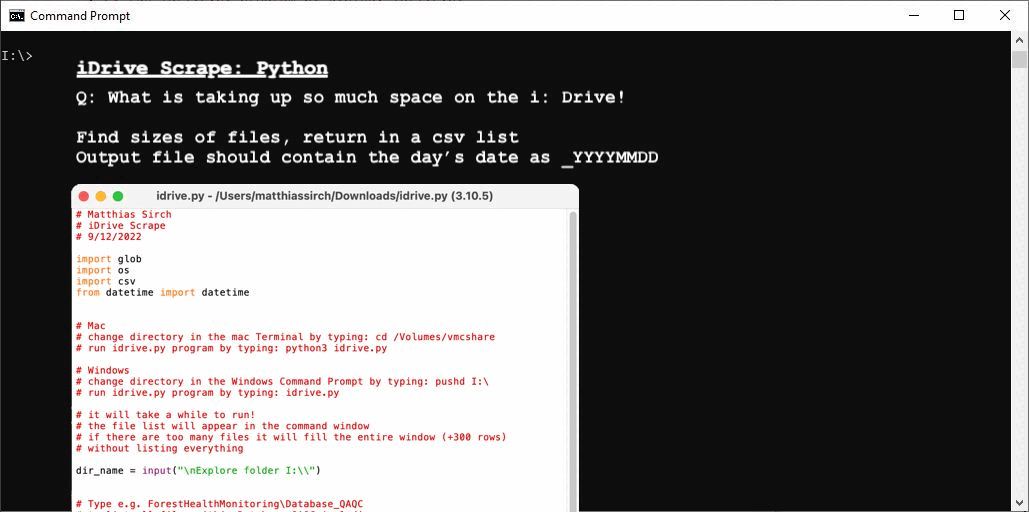 Command Prompt
I:\>
iDrive Scrape: Python
Q: What is taking up so much space on the i: Drive!
Find sizes of files, return in a csv list
Output file should contain the day’s date as _YYYYMMDD
idrive.py - /Users/matthiassirch/Downloads/idrive.py (3.10.5)
# Matthias Sirch
# iDrive Scrape
# 9/12/2022
import glob
import os
import csv
from datetime import datetime
# Mac
# change directory in the mac Terminal by typing: cd /Volumes/vmcshare
# run idrive.py program by typing: python3 idrive.py
# Windows
# change directory in the Windows Command Prompt by typing: pushd I:\
# run idrive.py program by typing: idrive.py
# it will take a while to run!
# the file list will appear in the command window
# if there are too many files it will fill the entire window (+300 rows)
# without listing everything
dir_name = input("\nExplore folder I:\\")
# Type e.g. ForestHealthMonitoring\Database_QAQC